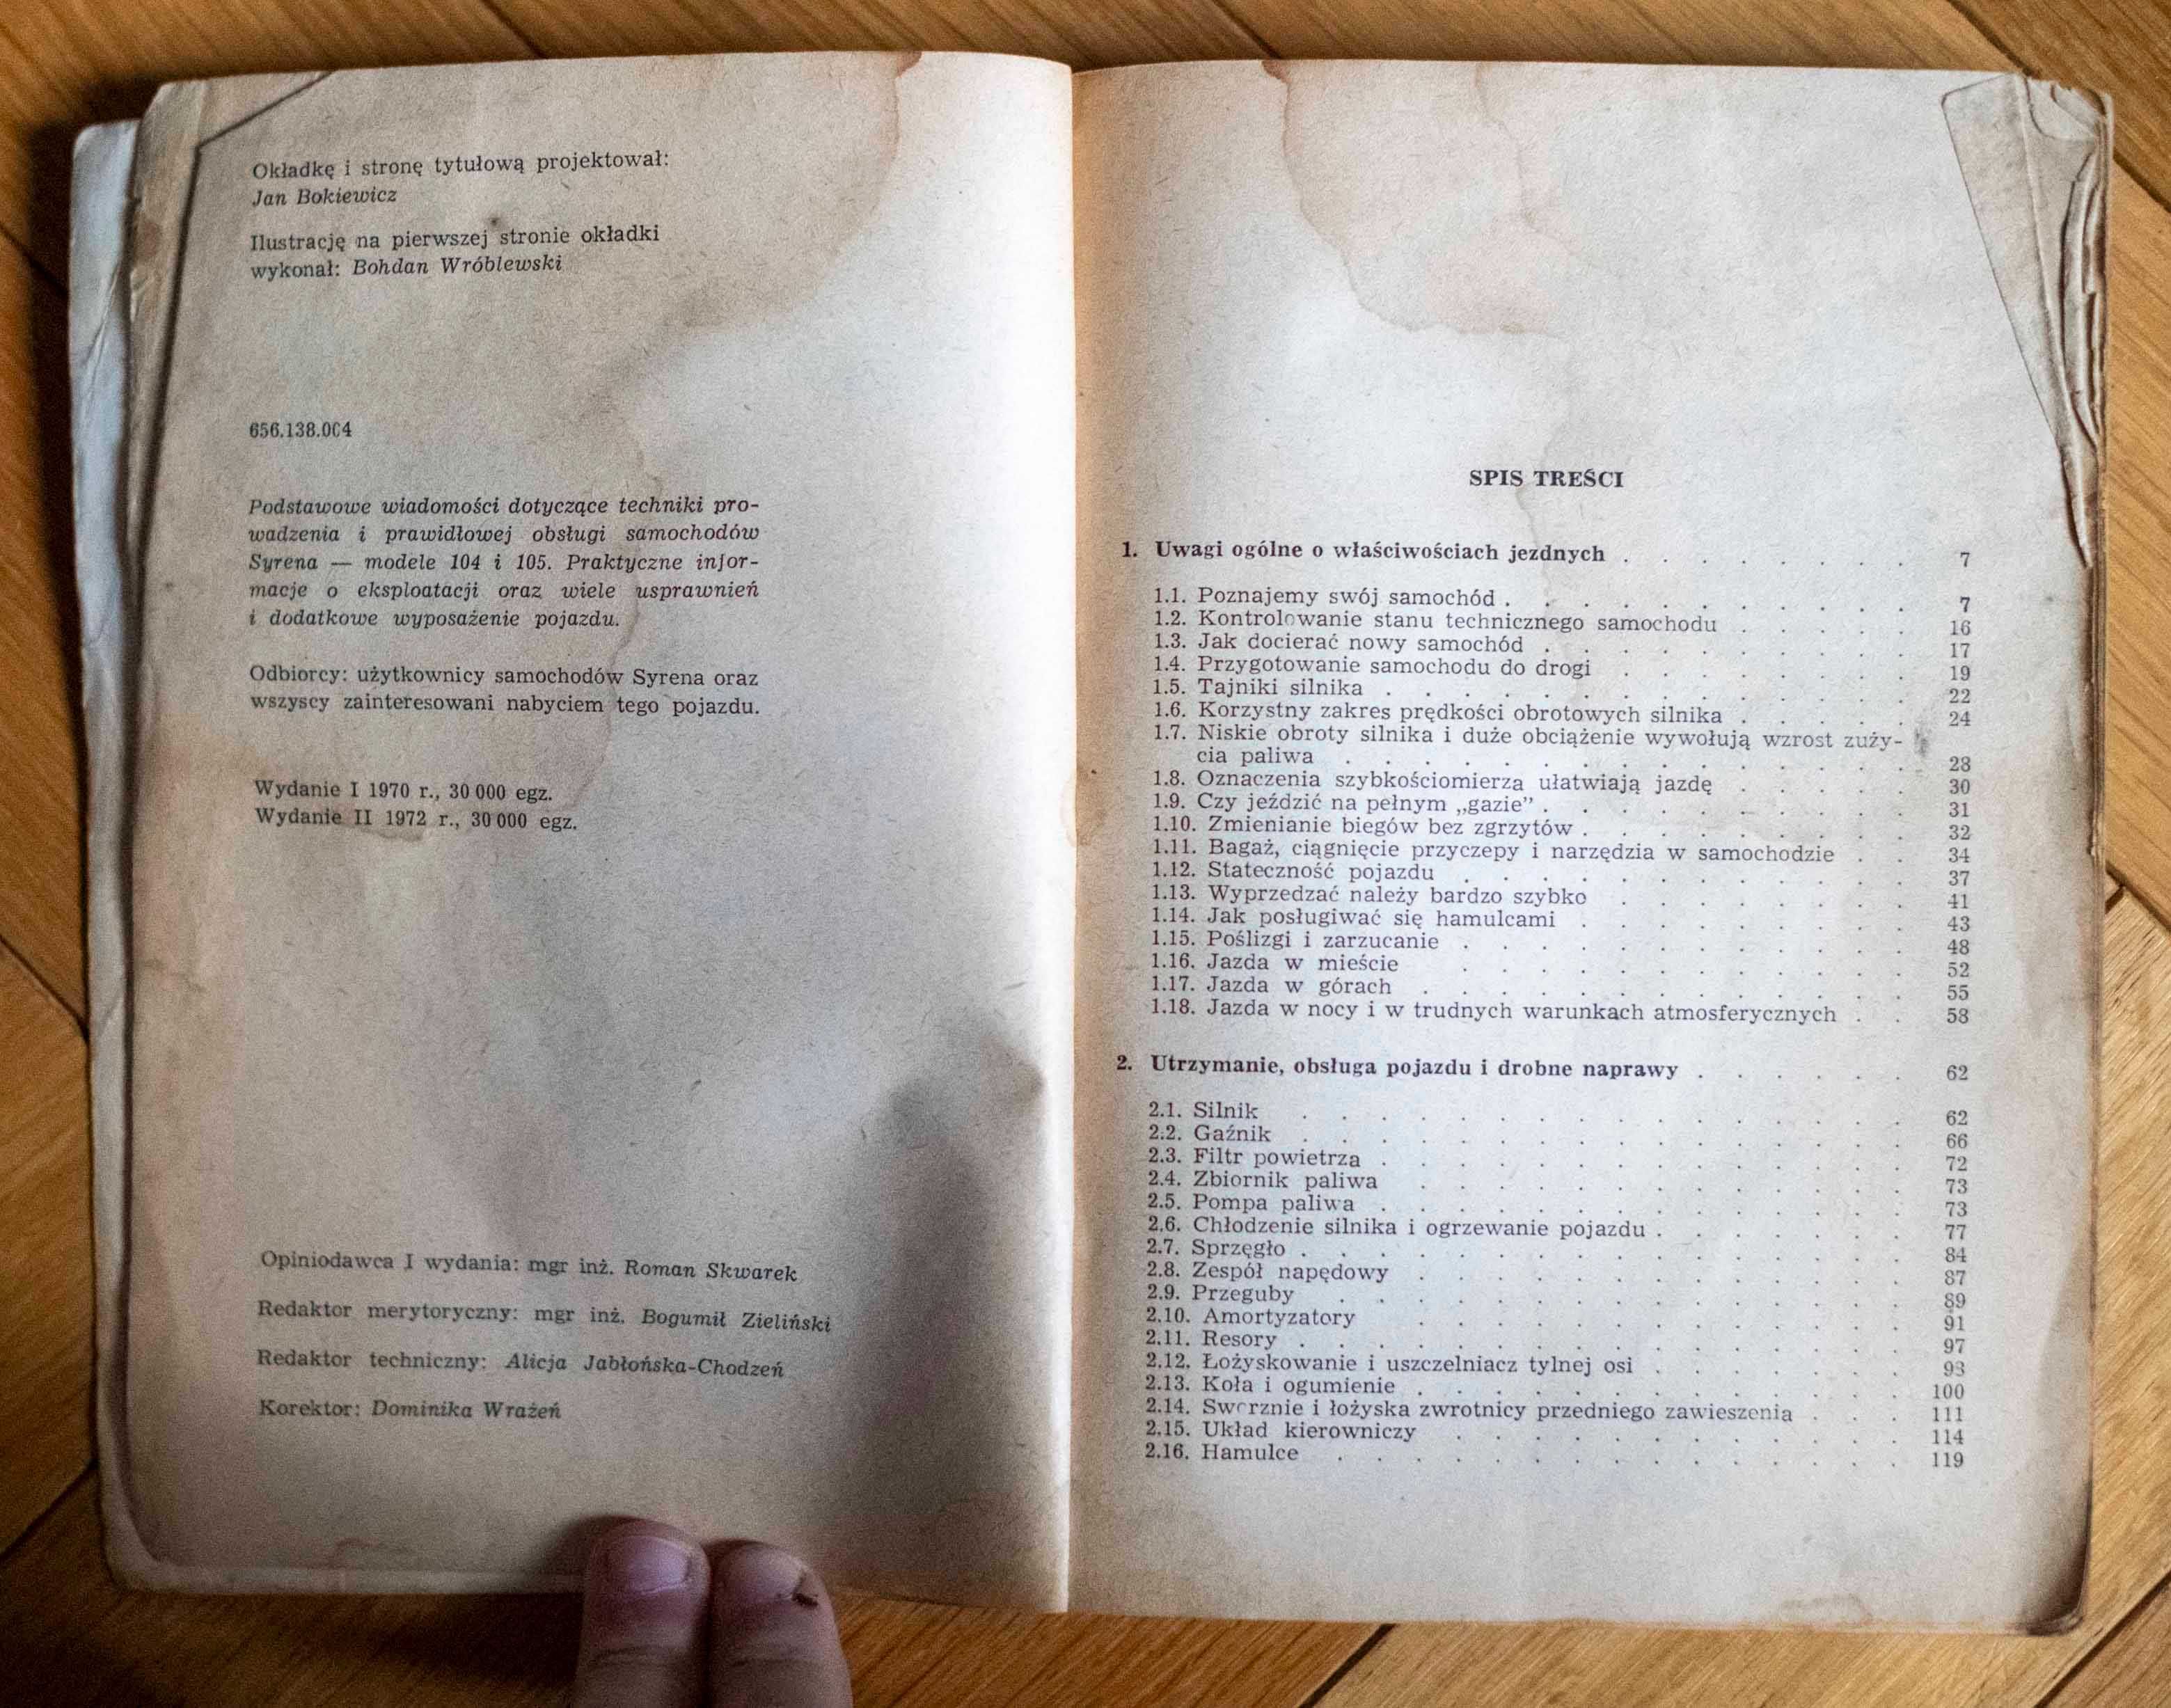 Okładkę i stronę tytułową projektował:
Jan Bokiewicz
Ilustrację na pierwszej stronie okładki
wykonał: Bohdan Wróblewski
656.138.004
Podstawowe wiadomości dotyczące techniki pro-
wadzenia i prawidłowej obsługi samochodów
Syrena — modele 104 i 105. Praktyczne infor-
macje o eksploatacji oraz wiele usprawnień
i dodatkowe wyposażenie pojazdu.
Odbiorcy: użytkownicy samochodów Syrena oraz
wszyscy zainteresowani nabyciem tego pojazdu.
Wydanie I 1970 r., 30 000 egz.
Wydanie II 1972 r., 30 000 egz.
Opiniodawca I wydania: mgr inż. Roman Skwarek
Redaktor merytoryczny: mgr inż. Bogumił Zieliński
Redaktor techniczny: Alicja Jabłońska-Chodzeń
Korektor: Dominika Wrażeń
SPIS TREŚCI
1. Uwagi ogólne o właściwościach jezdnych . . . . . . . . 7
1.1. Poznajemy swój samochód . . . . . . . . . . . 7
1.2. Kontrolowanie stanu technicznego samochodu . . . . . 16
1.3. Jak docierać nowy samochód . . . . . . . . . . 17
1.4. Przygotowanie samochodu do drogi . . . . . . . . 19
1.5. Tajniki silnika . . . . . . . . . . . . . . 22
1.6. Korzystny zakres prędkości obrotowych silnika . . . . . 24
1.7. Niskie obroty silnika i duże obciążenie wywołują wzrost zuży-
cia paliwa . . . . . . . . . . . . . . . 28
1.8. Oznaczenia szybkościomierza ułatwiają jazdę . . . . . 30
1.9. Czy jeździć na pełnym „gazie” . . . . . . . . . . 31
1.10. Zmienianie biegów bez zgrzytów . . . . . . . . . 32
1.11. Bagaż, ciągnięcie przyczepy i narzędzia w samochodzie . . 34
1.12. Stateczność pojazdu . . . . . . . . . . . . 37
1.13. Wyprzedzać należy bardzo szybko . . . . . . . . 41
1.14. Jak posługiwać się hamulcami . . . . . . . . . 43
1.15. Poślizgi i zarzucanie . . . . . . . . . . . . 48
1.16. Jazda w mieście . . . . . . . . . . . . 52
1.17. Jazda w górach . . . . . . . . . . . . . 55
1.18. Jazda w nocy i w trudnych warunkach atmosferycznych . . 58
2. Utrzymanie, obsługa pojazdu i drobne naprawy . . . . . . 62
2.1. Silnik . . . . . . . . . . . . . . . . 62
2.2. Gaźnik . . . . . . . . . . . . . . . . 66
2.3. Filtr powietrza . . . . . . . . . . . . . . 72
2.4. Zbiornik paliwa . . . . . . . . . . . . . 73
2.5. Pompa paliwa . . . . . . . . . . . . . . 73
2.6. Chłodzenie silnika i ogrzewanie pojazdu . . . . . . . 77
2.7. Sprzęgło . . . . . . . . . . . . . . . . 84
2.8. Zespół napędowy . . . . . . . . . . . . . 87
2.9. Przeguby . . . . . . . . . . . . . . . 89
2.10. Amortyzatory . . . . . . . . . . . . . 91
2.11. Resory . . . . . . . . . . . . . . . . 97
2.12. Łożyskowanie i uszczelniacz tylnej osi . . . . . . . 98
2.13. Koła i ogumienie . . . . . . . . . . . . . 100
2.14. Sworznie i łożyska zwrotnicy przedniego zawieszenia . . . 111
2.15. Układ kierowniczy . . . . . . . . . . . . 114
2.16. Hamulce . . . . . . . . . . . . . . . 119